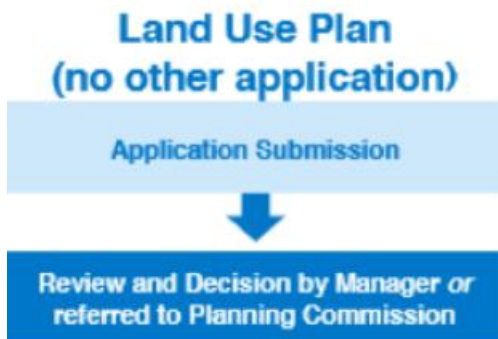 Land Use Plan
(no other application)
Application Submission
Review and Decision by Manager or
referred to Planning Commission